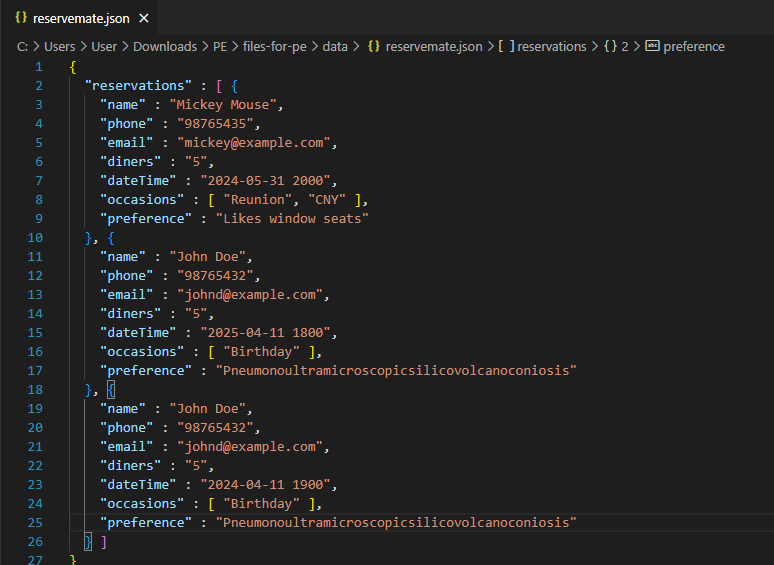 {} reservemate.json ×
C: > Users > User > Downloads > PE > files-for-pe > data > {} reservemate.json > [ ] reservations > {} 2 > abc preference
1 {
2 "reservations" : [ {
3 "name" : "Mickey Mouse",
4 "phone" : "98765435",
5 "email" : "mickey@example.com",
6 "diners" : "5",
7 "dateTime" : "2024-05-31 2000",
8 "occasions" : [ "Reunion", "CNY" ],
9 "preference" : "Likes window seats"
10 }, {
11 "name" : "John Doe",
12 "phone" : "98765432",
13 "email" : "johnd@example.com",
14 "diners" : "5",
15 "dateTime" : "2025-04-11 1800",
16 "occasions" : [ "Birthday" ],
17 "preference" : "Pneumonoultramicroscopicsilicovolcanoconiosis"
18 }, {
19 "name" : "John Doe",
20 "phone" : "98765432",
21 "email" : "johnd@example.com",
22 "diners" : "5",
23 "dateTime" : "2024-04-11 1900",
24 "occasions" : [ "Birthday" ],
25 "preference" : "Pneumonoultramicroscopicsilicovolcanoconiosis"
26 } ]
27 }